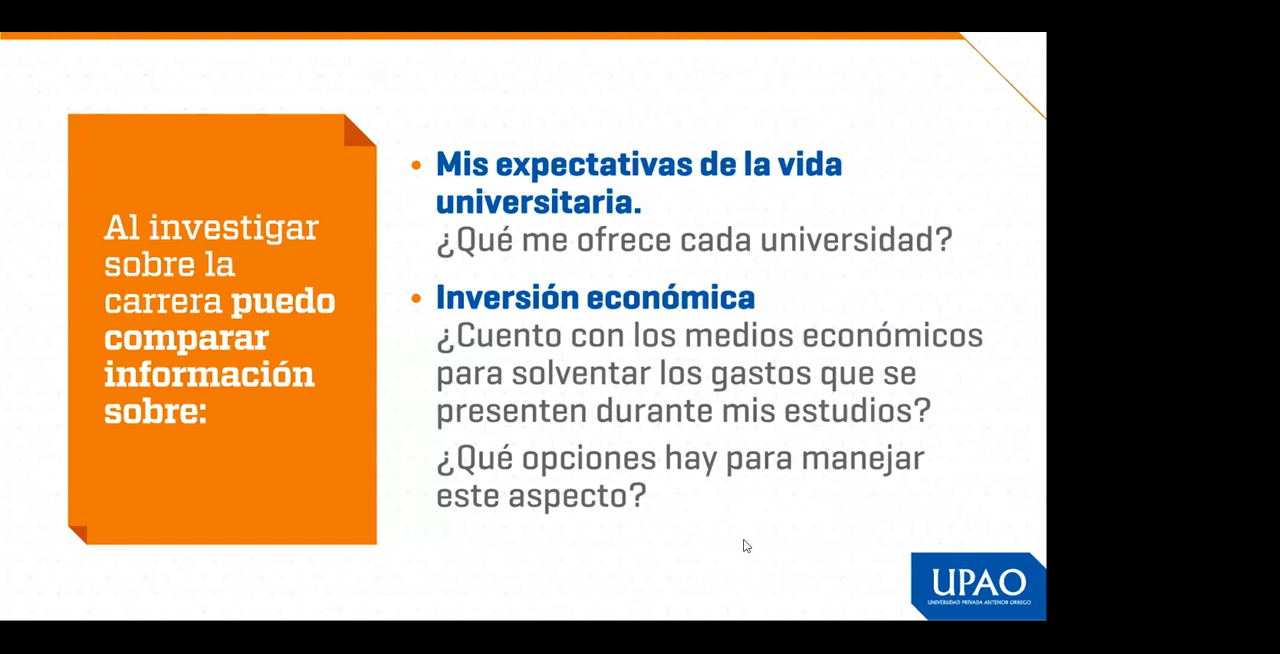 Al investigar
sobre la
carrera puedo
comparar
información
sobre:
• Mis expectativas de la vida
universitaria.
¿Qué me ofrece cada universidad?
• Inversión económica
¿Cuento con los medios económicos
para solventar los gastos que se
presenten durante mis estudios?
¿Qué opciones hay para manejar
este aspecto?
UPAO
UNIVERSIDAD PRIVADA ANTENOR ORREGO